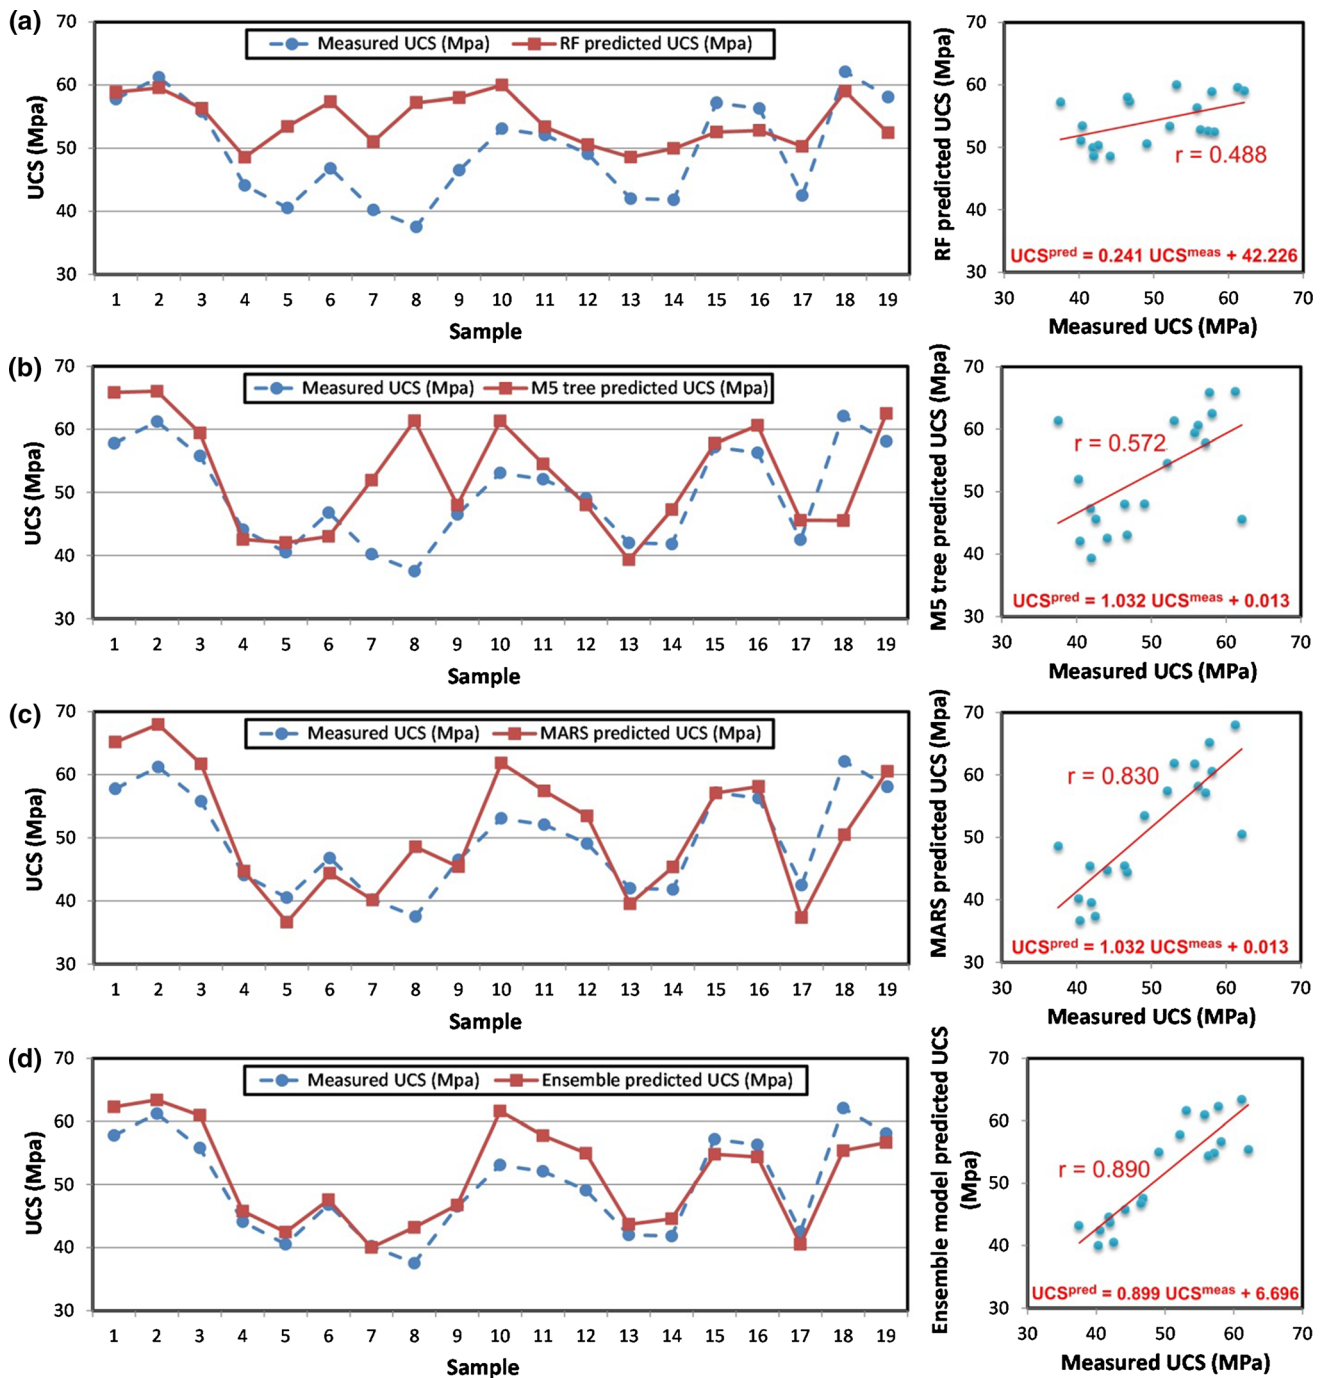 (a)
70
60
50
40
30
UCS (Mpa)
Measured UCS (Mpa) RF predicted UCS (Mpa)
1 2 3 4 5 6 7 8 9 10 11 12 13 14 15 16 17 18 19
Sample
RF predicted UCS (Mpa)
70
60
50
40
30
r = 0.488
UCSpred = 0.241 UCSmeas + 42.226
30 40 50 60 70
Measured UCS (MPa)
(b)
70
60
50
40
30
UCS (Mpa)
Measured UCS (Mpa) M5 tree predicted UCS (Mpa)
1 2 3 4 5 6 7 8 9 10 11 12 13 14 15 16 17 18 19
Sample
M5 tree predicted UCS (Mpa)
70
60
50
40
30
r = 0.572
UCSpred = 1.032 UCSmeas + 0.013
30 40 50 60 70
Measured UCS (MPa)
(c)
70
60
50
40
30
UCS (Mpa)
Measured UCS (Mpa) MARS predicted UCS (Mpa)
1 2 3 4 5 6 7 8 9 10 11 12 13 14 15 16 17 18 19
Sample
MARS predicted UCS (Mpa)
70
60
50
40
30
r = 0.830
UCSpred = 1.032 UCSmeas + 0.013
30 40 50 60 70
Measured UCS (MPa)
(d)
70
60
50
40
30
UCS (Mpa)
Measured UCS (Mpa) Ensemble predicted UCS (Mpa)
1 2 3 4 5 6 7 8 9 10 11 12 13 14 15 16 17 18 19
Sample
Ensemble model predicted UCS
(Mpa)
70
60
50
40
30
r = 0.890
UCSpred = 0.899 UCSmeas + 6.696
30 40 50 60 70
Measured UCS (MPa)